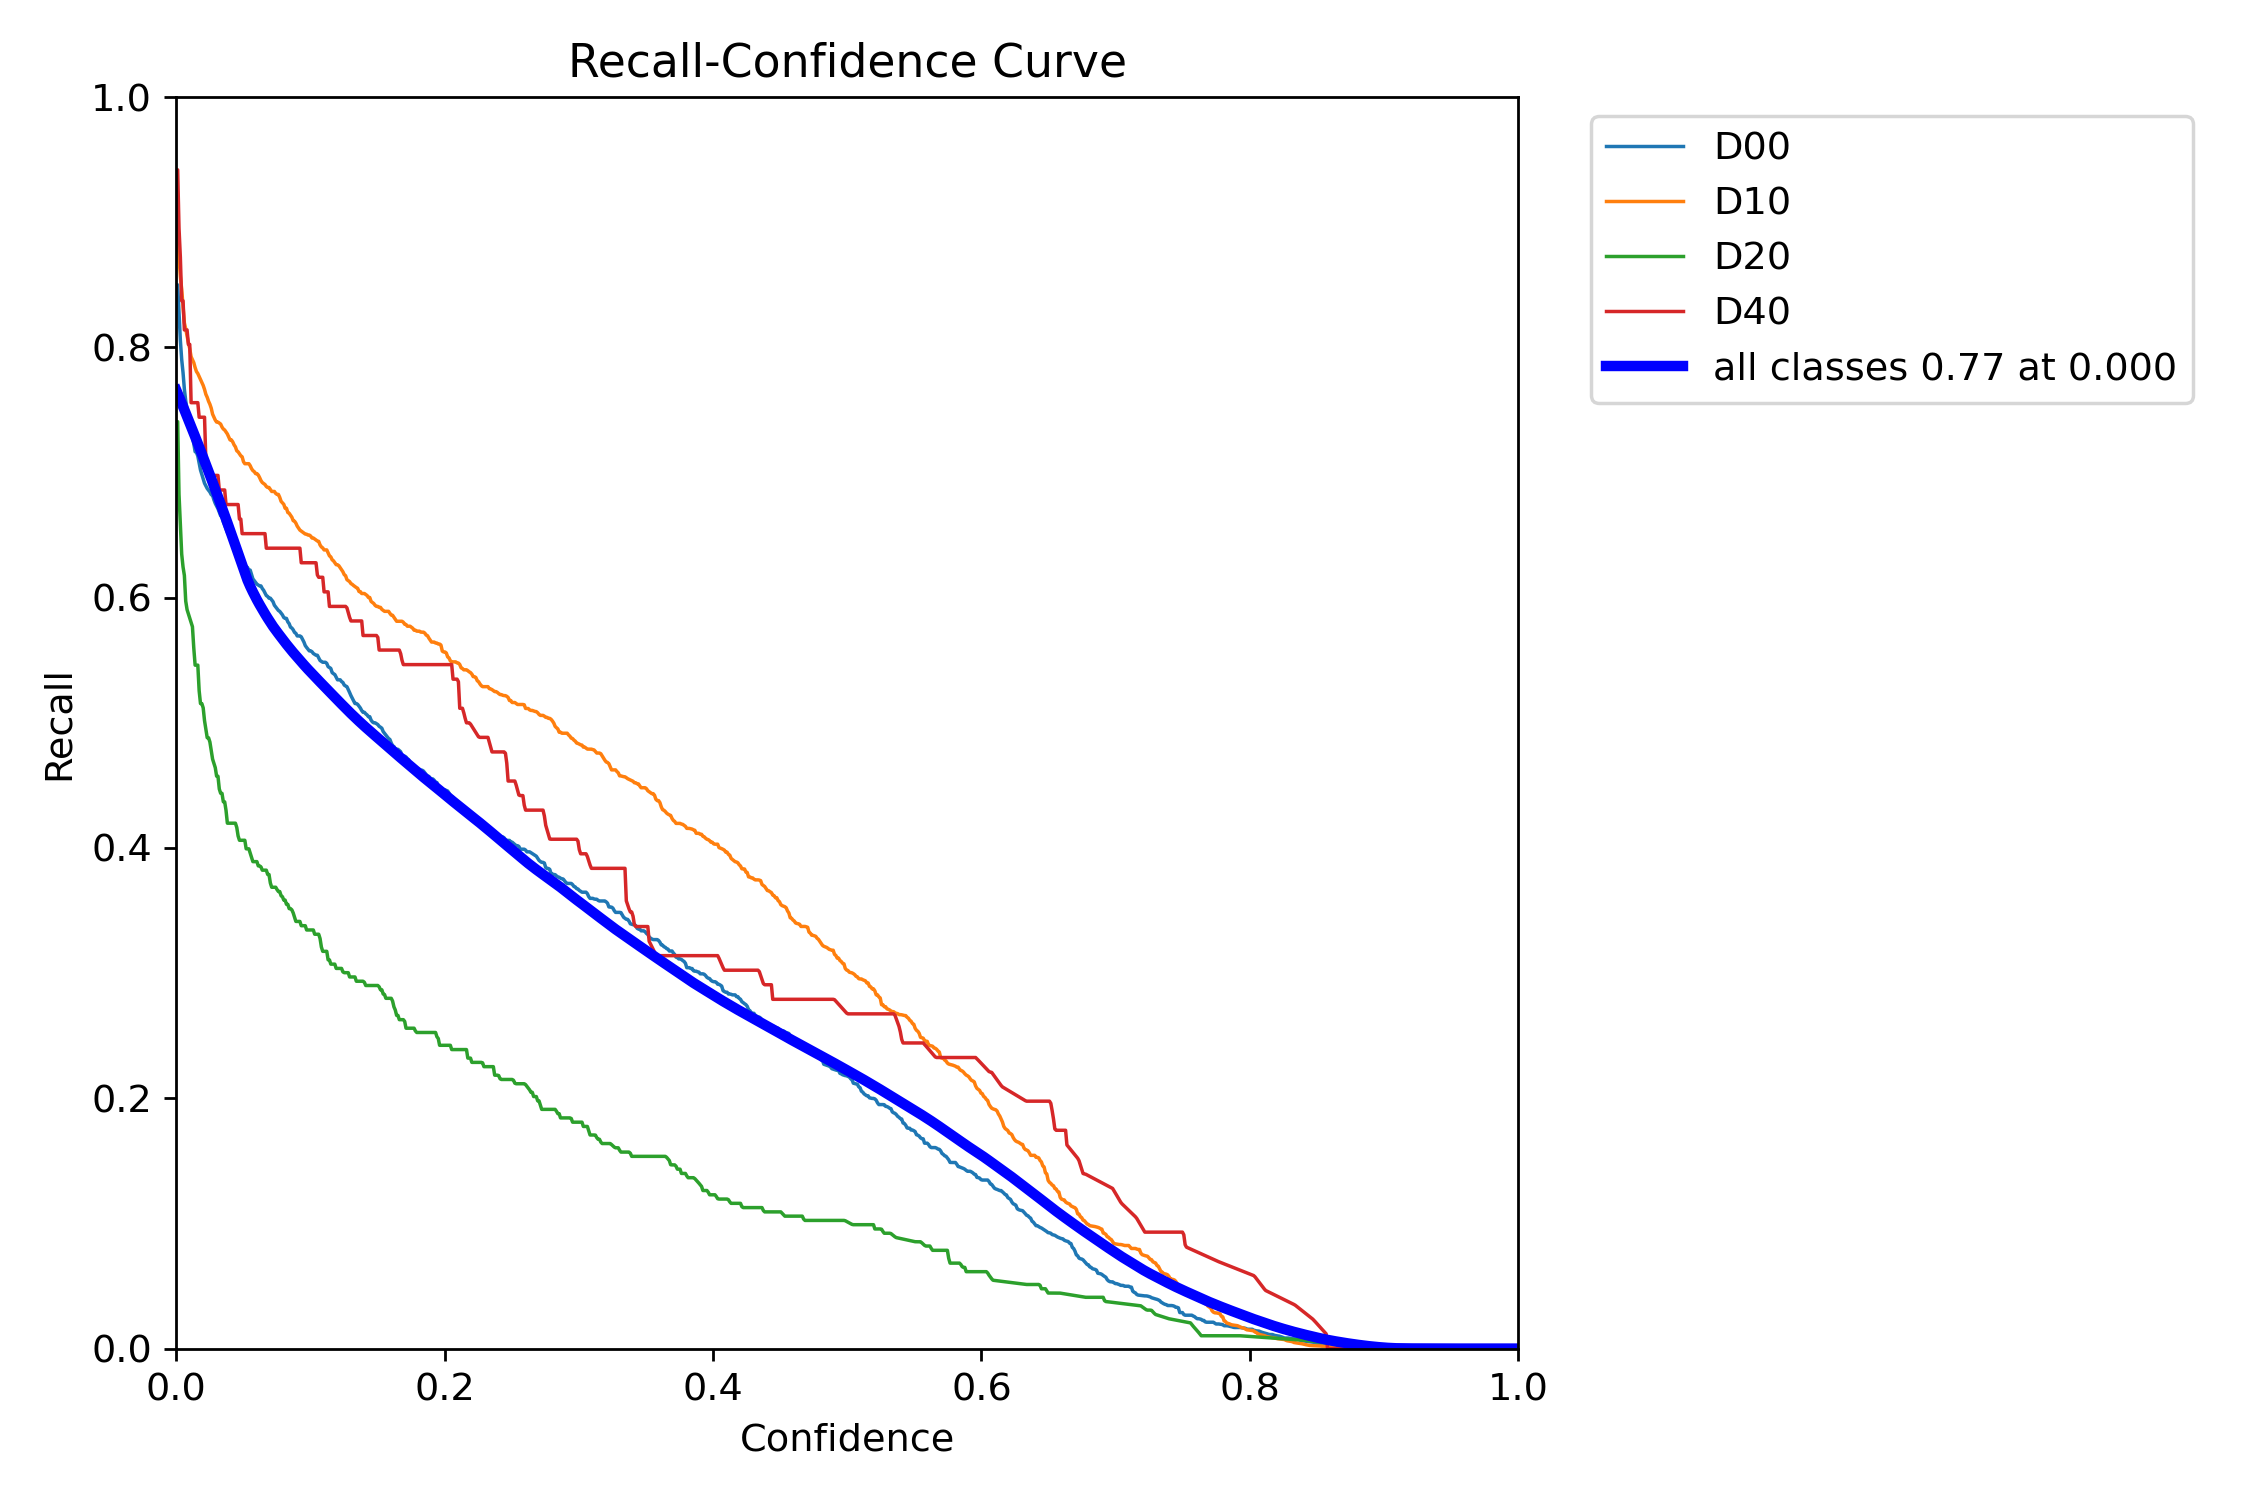 Recall-Confidence Curve
1.0
0.8
0.6
0.4
0.2
0.0
Recall
0.0 0.2 0.4 0.6 0.8 1.0
Confidence
D00
D10
D20
D40
all classes 0.77 at 0.000